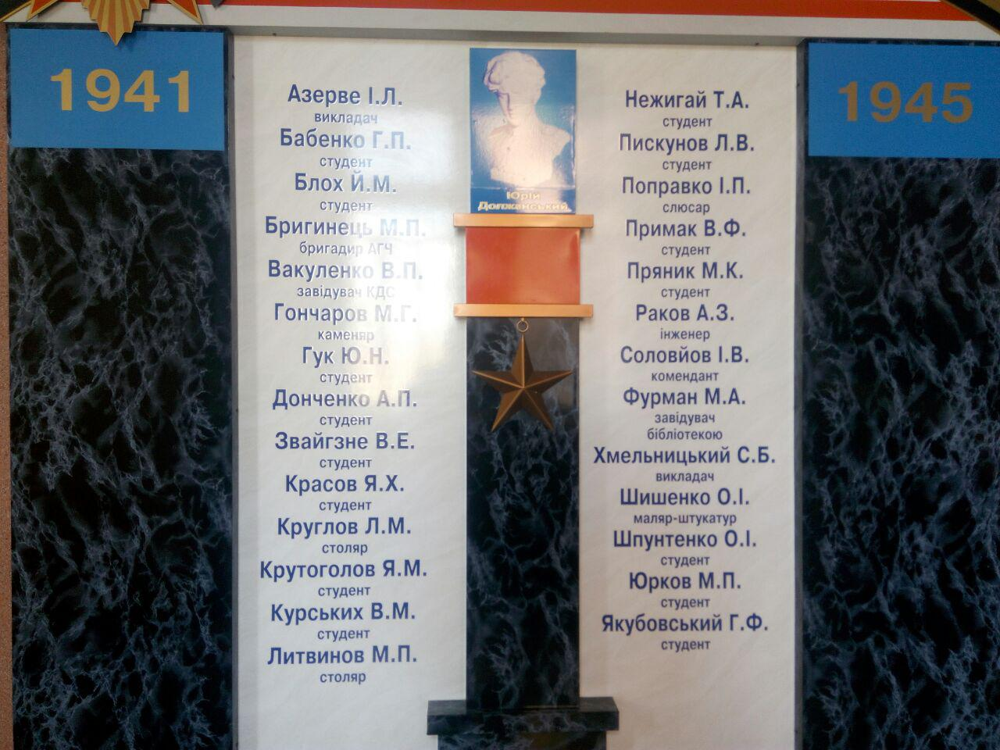 1941
Азерве І.Л.
викладач
Бабенко Г.П.
студент
Блох Й.М.
студент
Бригинець М.П.
бригадир АГЧ
Вакуленко В.П.
завідувач КДС
Гончаров М.Г.
каменяр
Гук Ю.Н.
студент
Донченко А.П.
студент
Звайгзне В.Е.
студент
Красов Я.Х.
студент
Круглов Л.М.
столяр
Крутоголов Я.М.
студент
Курських В.М.
студент
Литвинов М.П.
столяр
Юрій
Должанський
Нежигай Т.А.
студент
Пискунов Л.В.
студент
Поправко І.П.
слюсар
Примак В.Ф.
студент
Пряник М.К.
студент
Раков А.З.
інженер
Соловйов І.В.
комендант
Фурман М.А.
завідувач
бібліотекою
Хмельницький С.Б.
викладач
Шишенко О.І.
маляр-штукатур
Шпунтенко О.І.
студент
Юрков М.П.
студент
Якубовський Г.Ф.
студент
1945